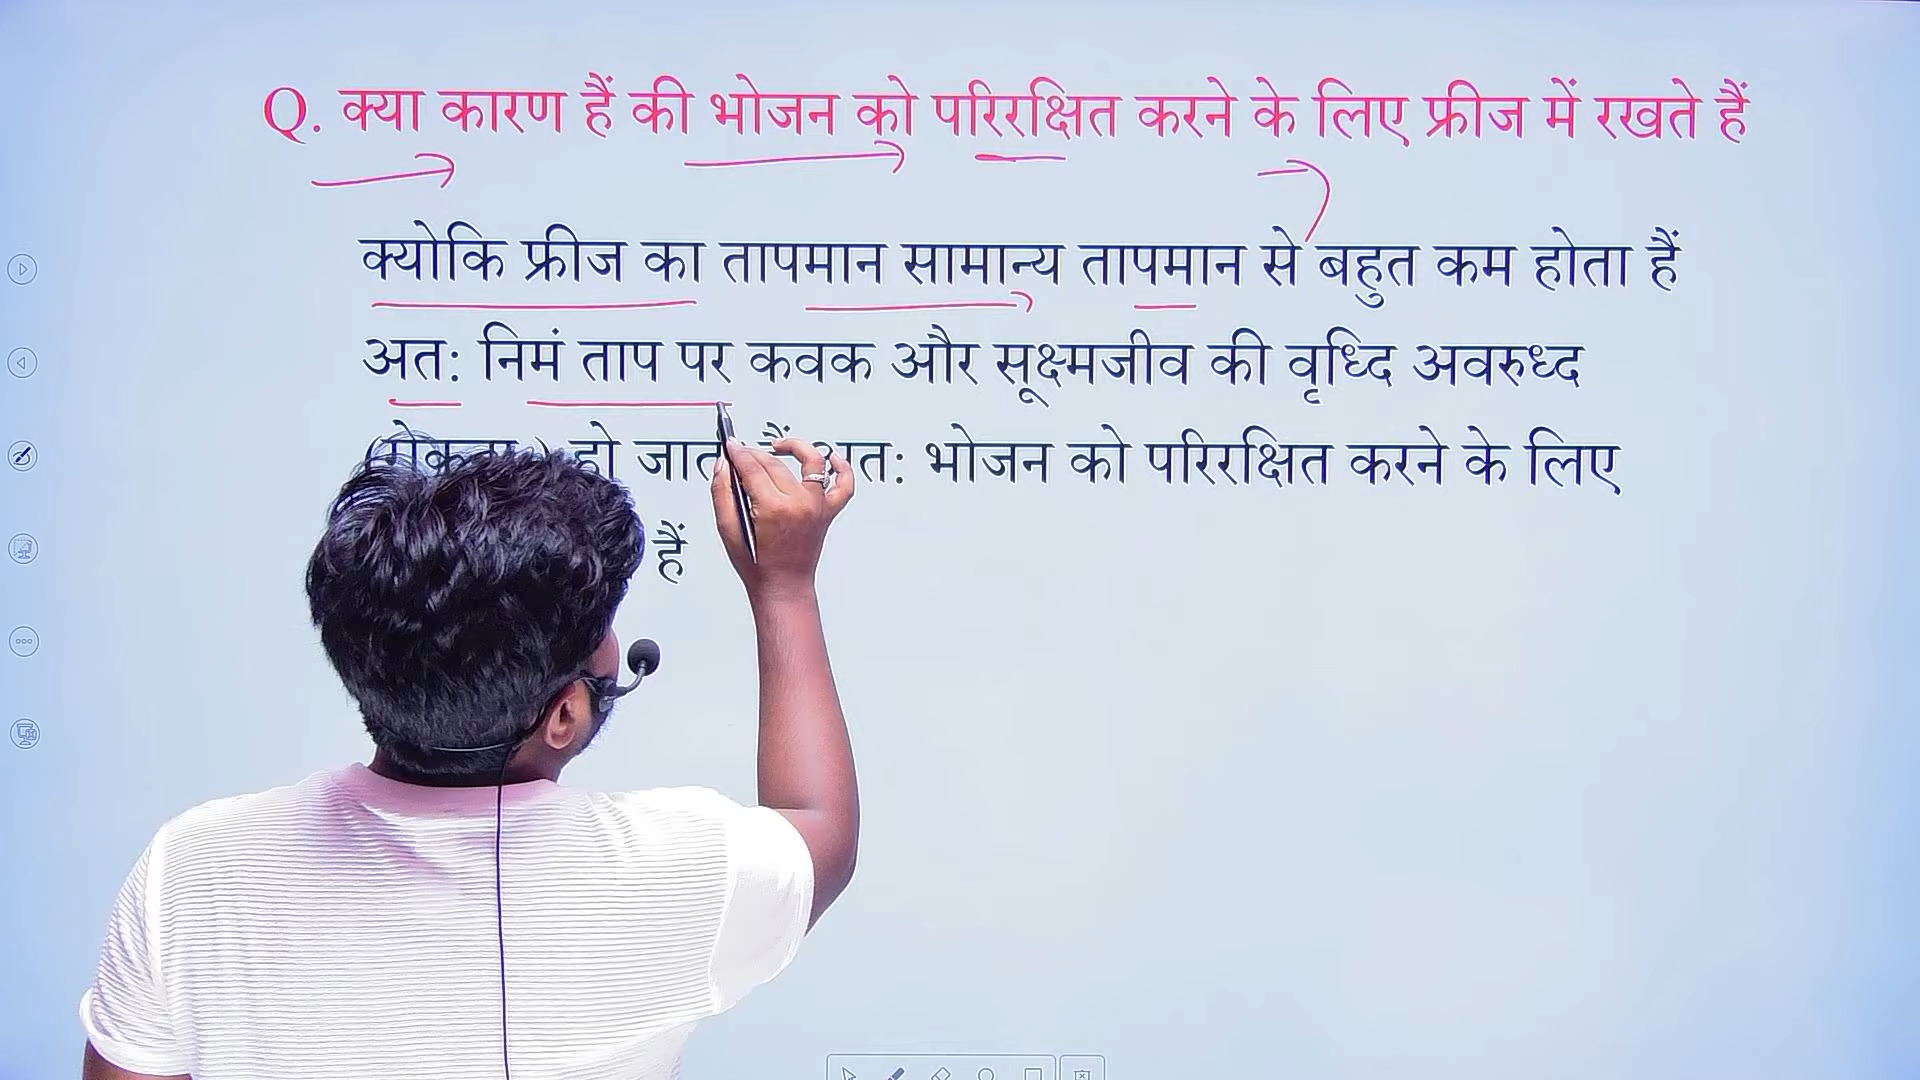 Q. क्या कारण हैं की भोजन को परिरक्षित करने के लिए फ्रीज में रखते हैं
क्योकि फ्रीज का तापमान सामान्य तापमान से बहुत कम होता हैं
अत: निमं ताप पर कवक और सूक्ष्मजीव की वृध्दि अवरुध्द
हो अत: भोजन को परिरक्षित करने के लिए
हैं